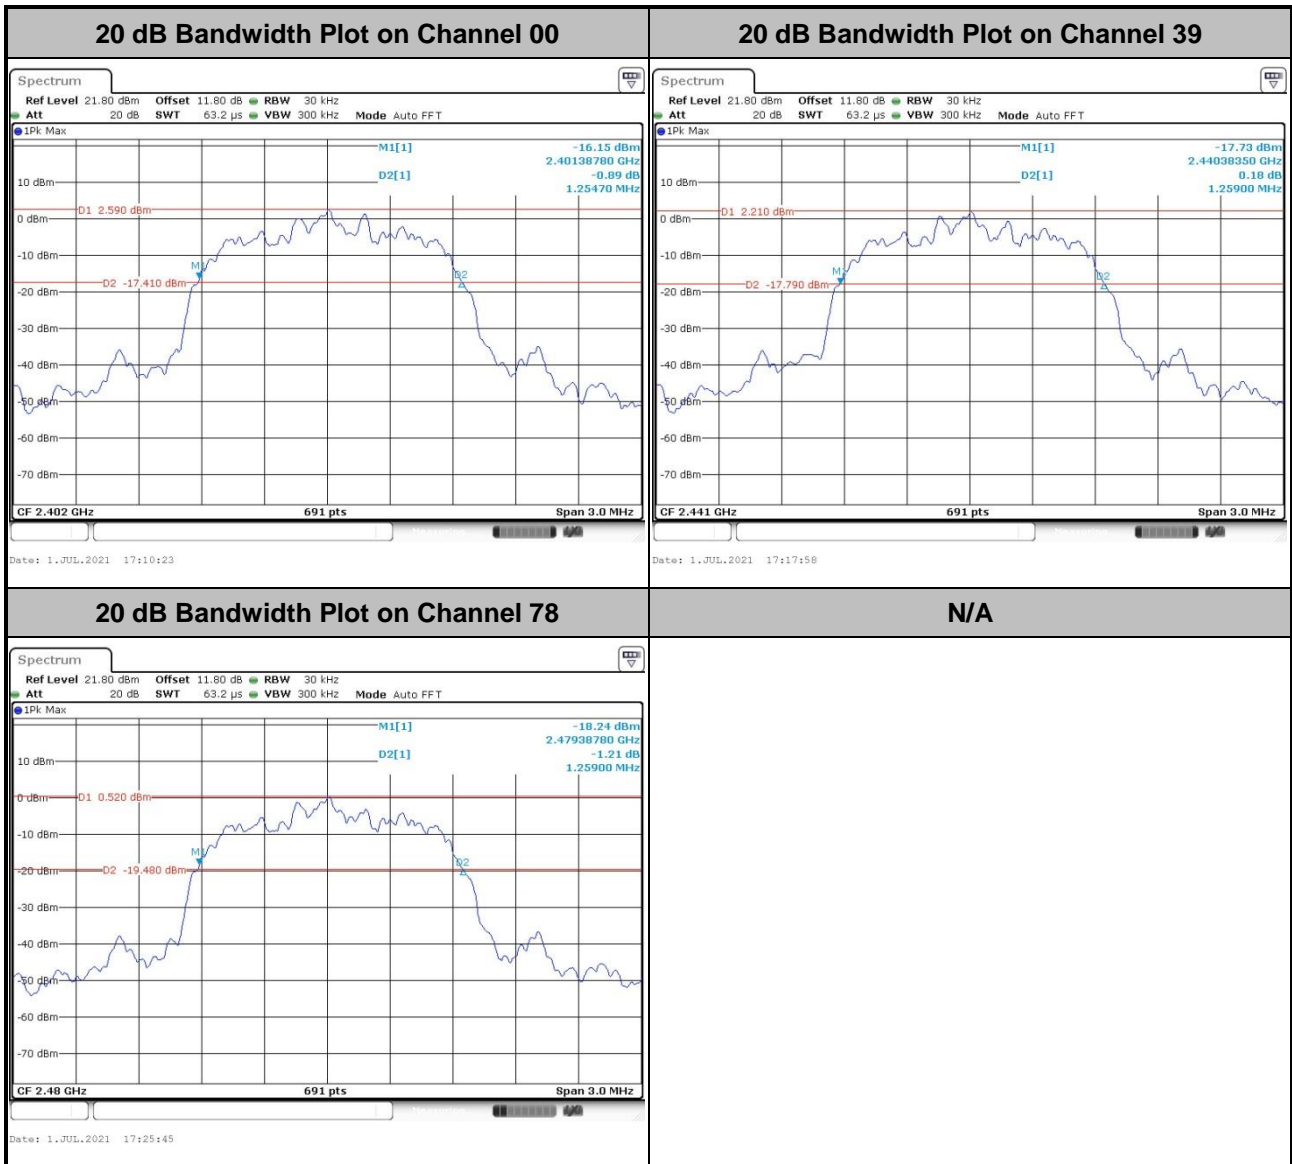 20 dB Bandwidth Plot on Channel 00
20 dB Bandwidth Plot on Channel 39
Spectrum
Ref Level 21.80 dBm Offset 11.80 dB RBW 30 kHz
Att 20 dB SWT 63.2 µs VBW 300 kHz Mode Auto FFT
1Pk Max
M1[1] -16.15 dBm
2.40138780 GHz
D2[1] -0.89 dB
1.25470 MHz
10 dBm
D1 2.590 dBm
0 dBm
-10 dBm
M1
D2
D2 -17.410 dBm
-20 dBm
-30 dBm
-40 dBm
-50 dBm
-60 dBm
-70 dBm
CF 2.402 GHz 691 pts Span 3.0 MHz
Date: 1.JUL.2021 17:10:23
Spectrum
Ref Level 21.80 dBm Offset 11.80 dB RBW 30 kHz
Att 20 dB SWT 63.2 µs VBW 300 kHz Mode Auto FFT
1Pk Max
M1[1] -17.73 dBm
2.44038350 GHz
D2[1] 0.18 dB
1.25900 MHz
10 dBm
D1 2.210 dBm
0 dBm
-10 dBm
M1
D2
D2 -17.790 dBm
-20 dBm
-30 dBm
-40 dBm
-50 dBm
-60 dBm
-70 dBm
CF 2.441 GHz 691 pts Span 3.0 MHz
Date: 1.JUL.2021 17:17:58
20 dB Bandwidth Plot on Channel 78
N/A
Spectrum
Ref Level 21.80 dBm Offset 11.80 dB RBW 30 kHz
Att 20 dB SWT 63.2 µs VBW 300 kHz Mode Auto FFT
1Pk Max
M1[1] -18.24 dBm
2.47938780 GHz
D2[1] -1.21 dB
1.25900 MHz
10 dBm
0 dBm
D1 0.520 dBm
-10 dBm
M1
D2
-20 dBm
D2 -19.480 dBm
-30 dBm
-40 dBm
-50 dBm
-60 dBm
-70 dBm
CF 2.48 GHz 691 pts Span 3.0 MHz
Date: 1.JUL.2021 17:25:45